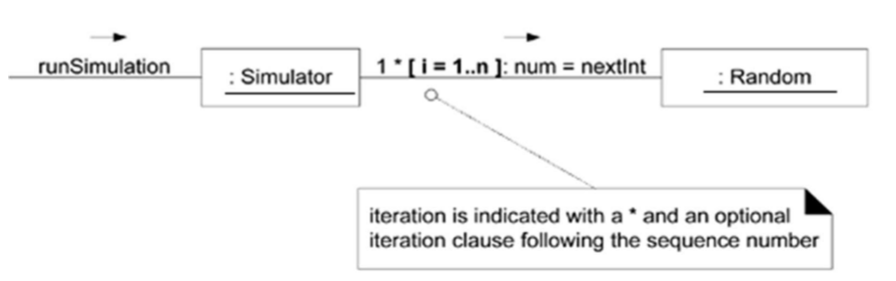 runSimulation
: Simulator
1 * [ i = 1..n ]: num = nextInt
: Random
iteration is indicated with a * and an optional
iteration clause following the sequence number